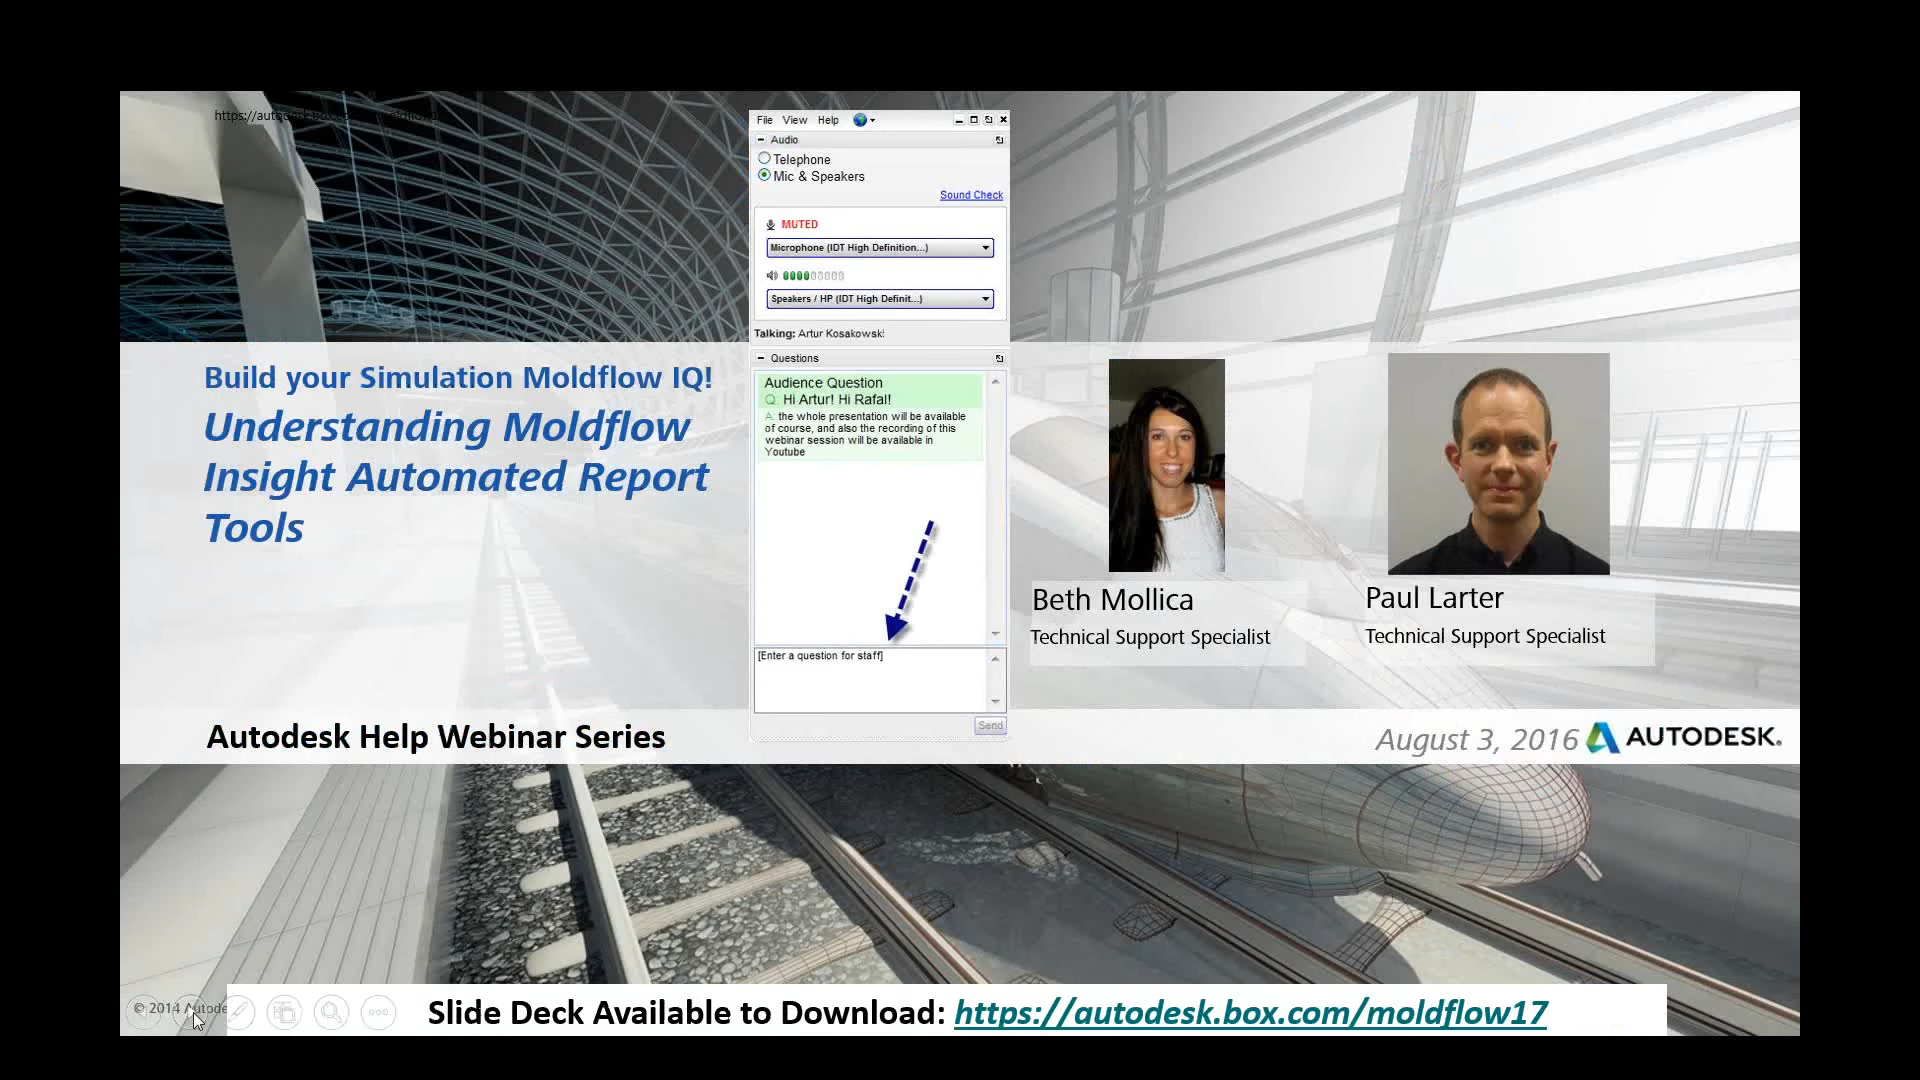 https://autodesk.box.com/
File View Help
Audio
Telephone
Mic & Speakers
Sound Check
MUTED
Microphone (IDT High Definition...)
Speakers / HP (IDT High Definit...)
Talking: Artur Kosakowski
Questions
Audience Question
Q: Hi Artur! Hi Rafal!
A: the whole presentation will be available
of course, and also the recording of this
webinar session will be available in
Youtube
[Enter a question for staff]
Send
Build your Simulation Moldflow IQ!
Understanding Moldflow
Insight Automated Report
Tools
Beth Mollica
Technical Support Specialist
Paul Larter
Technical Support Specialist
Autodesk Help Webinar Series
August 3, 2016
AUTODESK.
© 2014 Autode
Slide Deck Available to Download: https://autodesk.box.com/moldflow17